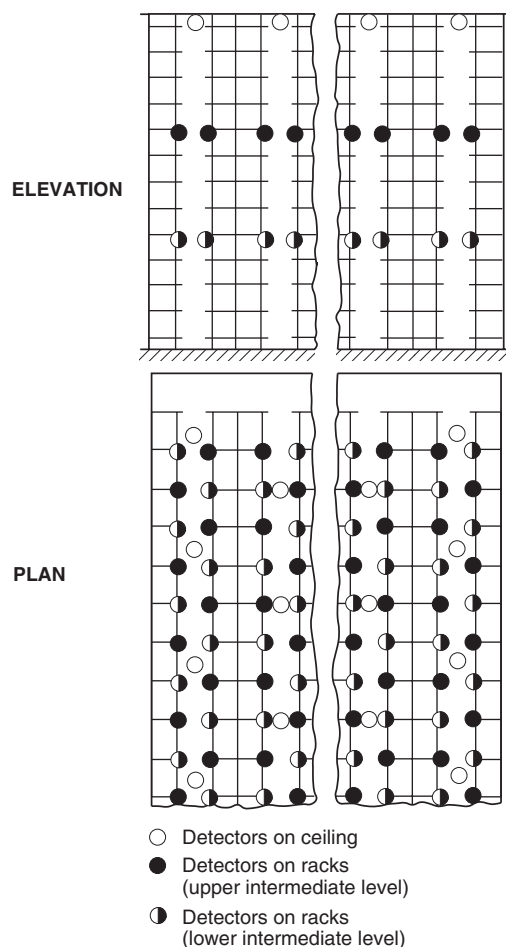 ELEVATION
PLAN
Detectors on ceiling
Detectors on racks
(upper intermediate level)
Detectors on racks
(lower intermediate level)